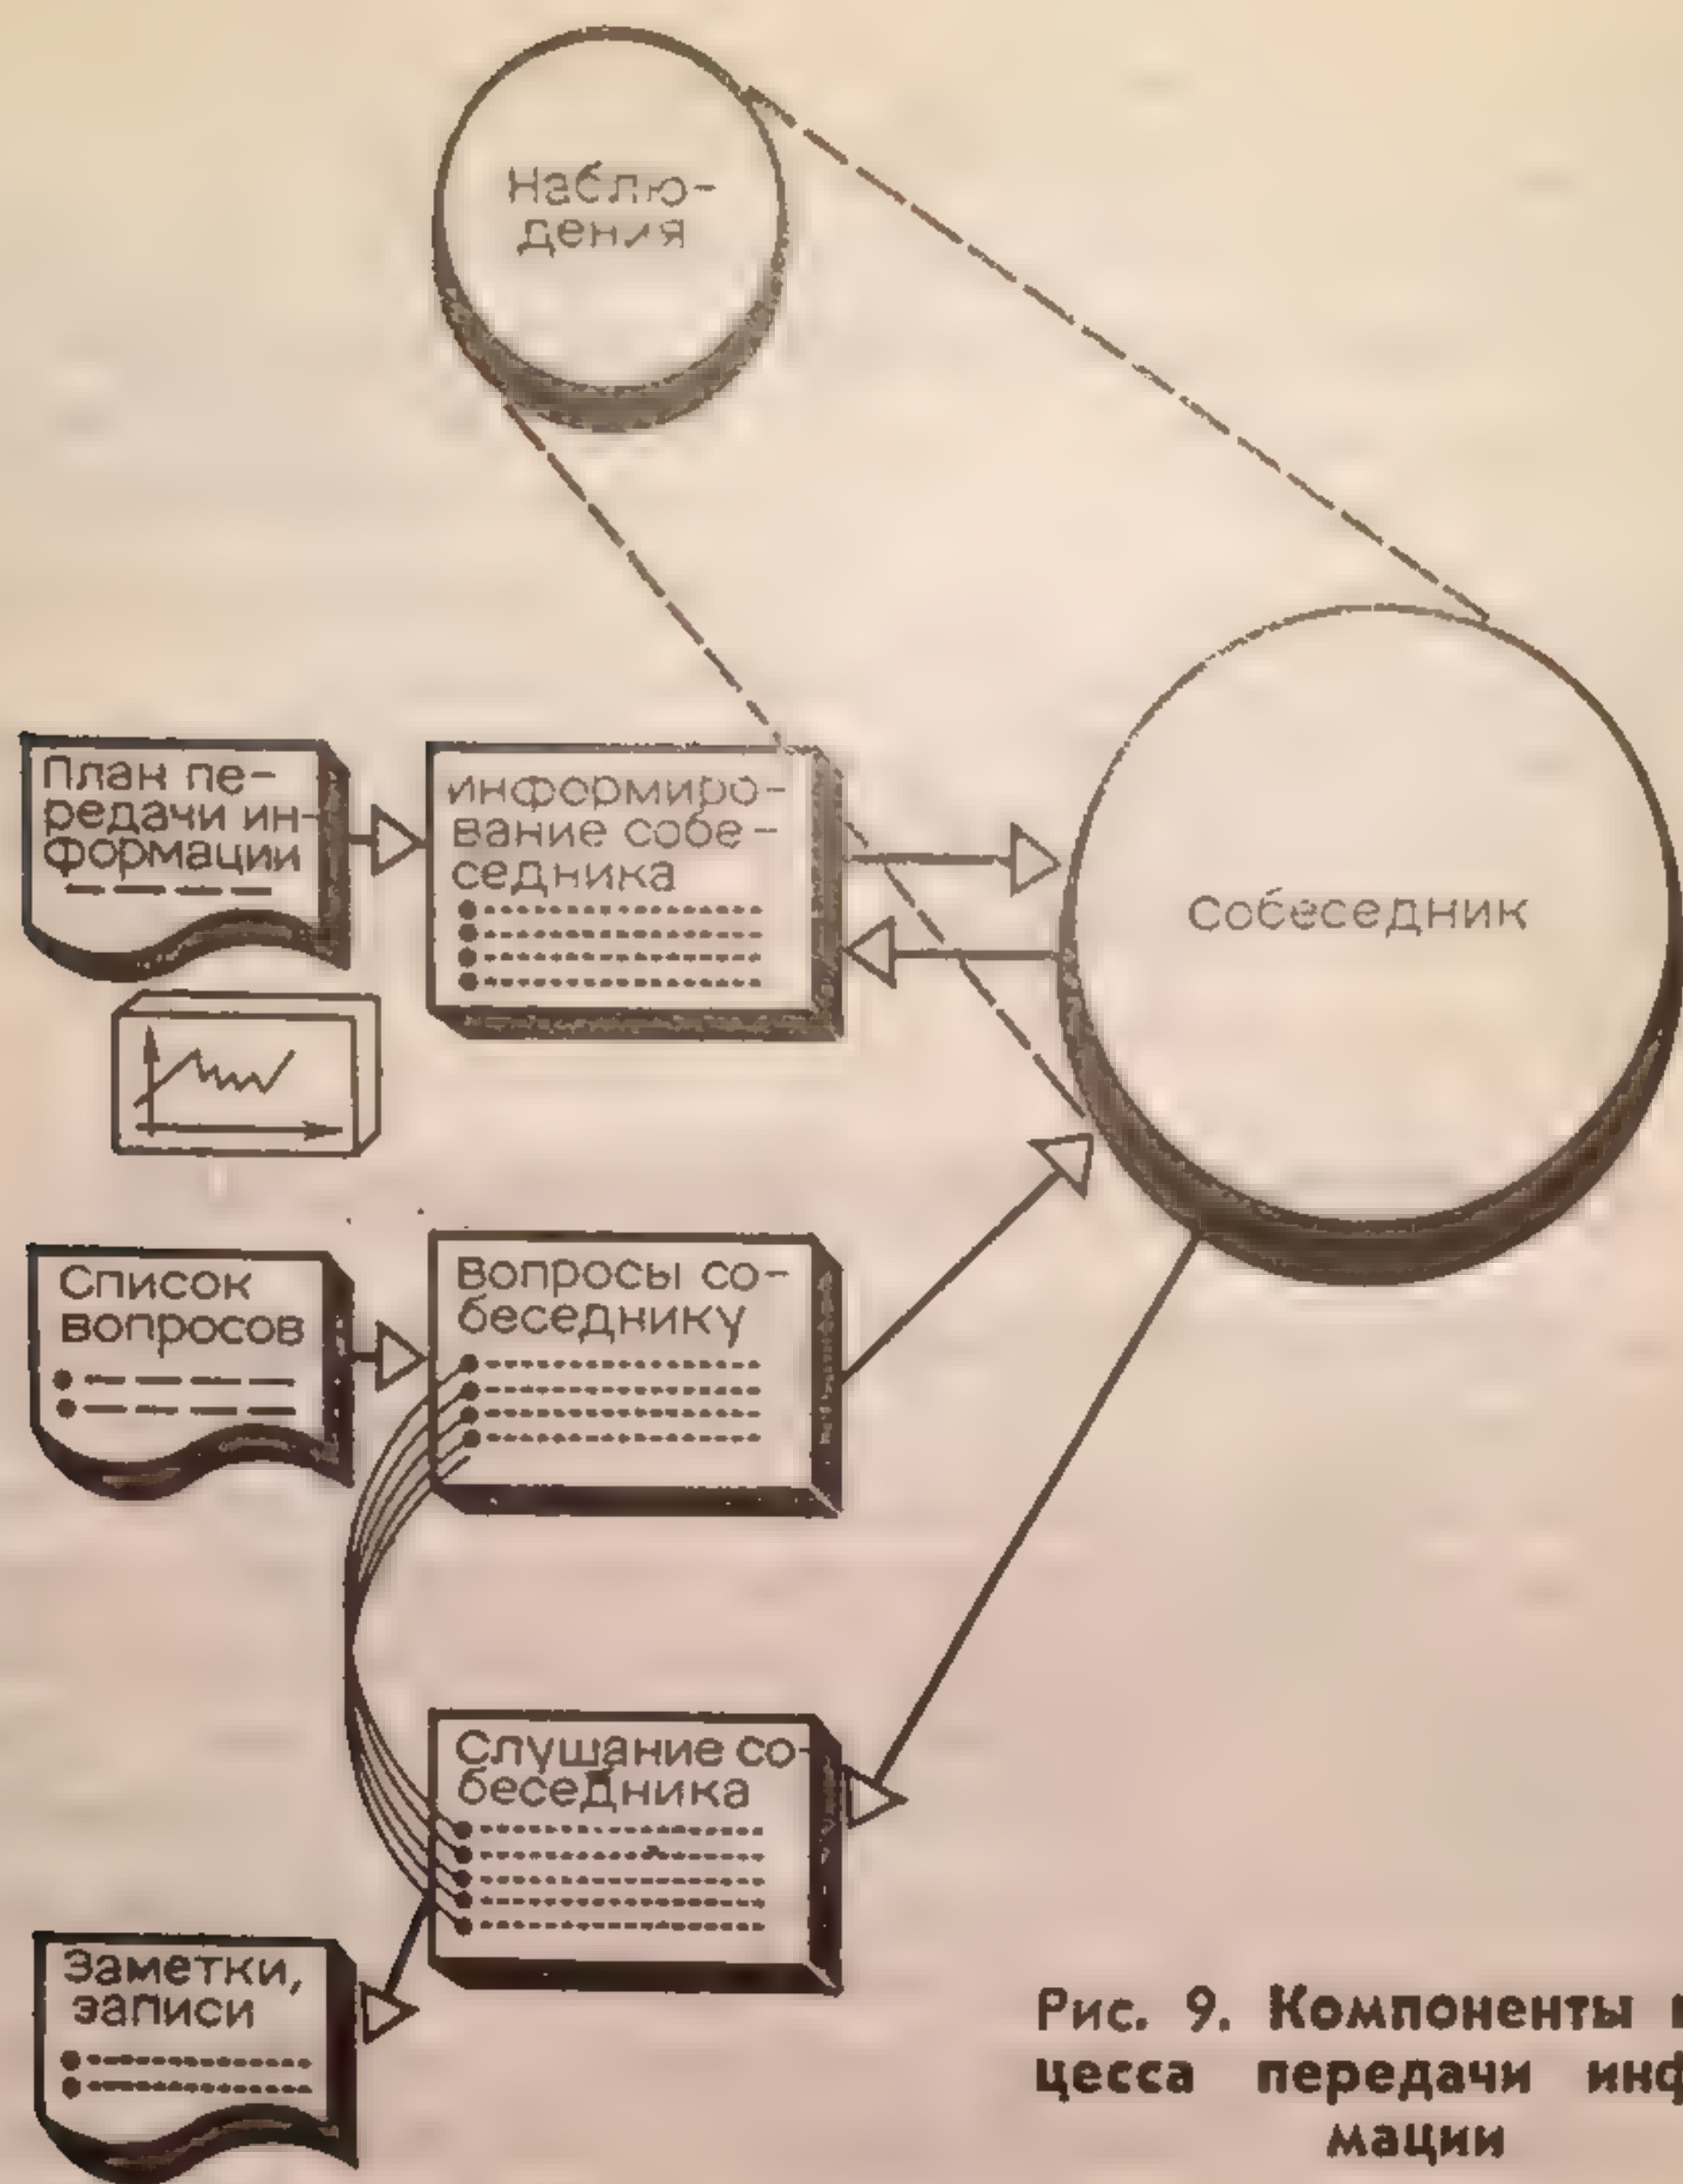 Наблю-
дения
План пе-
редачи ин-
формации
информиро-
вание собе-
седника
Собеседник
Список
вопросов
Вопросы со-
беседнику
Слушание со-
беседника
Заметки,
записи
Рис. 9. Компоненты
цесса передачи инф
мации